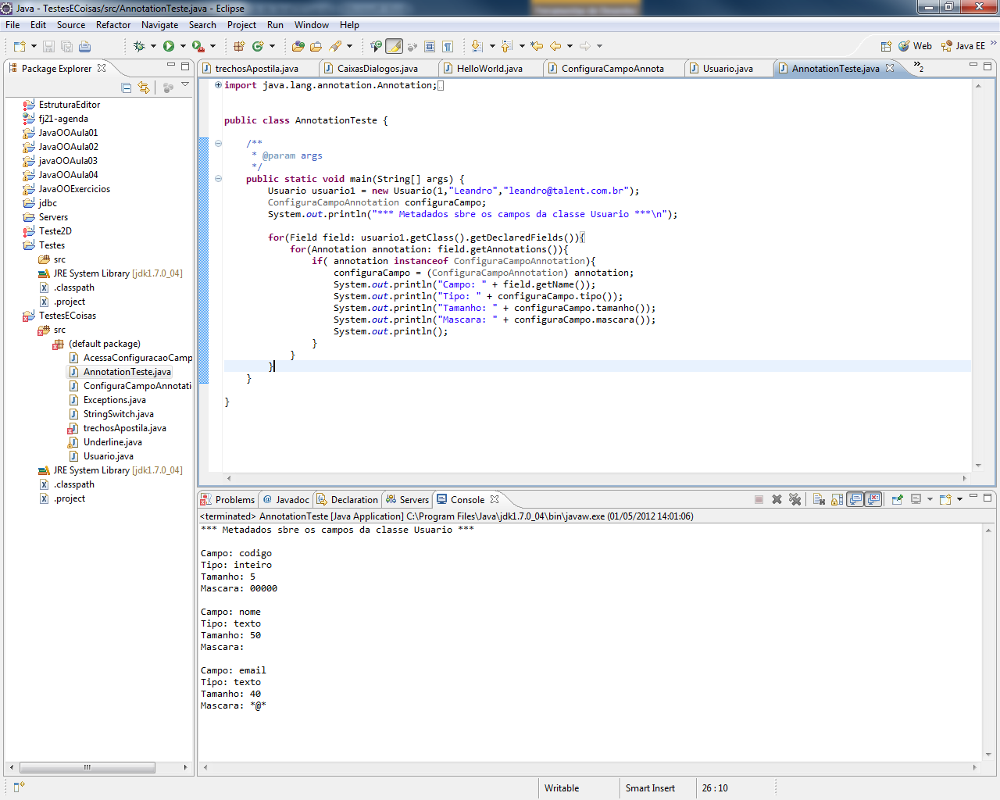 Java - TestesECoisas/src/AnnotationTeste.java - Eclipse
File Edit Source Refactor Navigate Search Project Run Window Help
Web Java EE »
Package Explorer
EstruturaEditor
fj21-agenda
JavaOOAula01
JavaOOAula02
javaOOAula03
JavaOOAula04
JavaOOExercicios
jdbc
Servers
Teste2D
Testes
src
JRE System Library [jdk1.7.0_04]
.classpath
.project
TestesECoisas
src
(default package)
AcessaConfiguracaoCamp
AnnotationTeste.java
ConfiguraCampoAnnotati
Exceptions.java
StringSwitch.java
trechosApostila.java
Underline.java
Usuario.java
JRE System Library [jdk1.7.0_04]
.classpath
.project
trechosApostila.java CaixasDialogos.java HelloWorld.java ConfiguraCampoAnnota Usuario.java AnnotationTeste.java »2
import java.lang.annotation.Annotation;
public class AnnotationTeste {
/**
* @param args
*/
public static void main(String[] args) {
Usuario usuario1 = new Usuario(1,"Leandro","leandro@talent.com.br");
ConfiguraCampoAnnotation configuraCampo;
System.out.println("*** Metadados sbre os campos da classe Usuario ***\n");
for(Field field: usuario1.getClass().getDeclaredFields()){
for(Annotation annotation: field.getAnnotations()){
if( annotation instanceof ConfiguraCampoAnnotation){
configuraCampo = (ConfiguraCampoAnnotation) annotation;
System.out.println("Campo: " + field.getName());
System.out.println("Tipo: " + configuraCampo.tipo());
System.out.println("Tamanho: " + configuraCampo.tamanho());
System.out.println("Mascara: " + configuraCampo.mascara());
System.out.println();
}
}
}
}
}
Problems @ Javadoc Declaration Servers Console
<terminated> AnnotationTeste [Java Application] C:\Program Files\Java\jdk1.7.0_04\bin\javaw.exe (01/05/2012 14:01:06)
*** Metadados sbre os campos da classe Usuario ***
Campo: codigo
Tipo: inteiro
Tamanho: 5
Mascara: 00000
Campo: nome
Tipo: texto
Tamanho: 50
Mascara:
Campo: email
Tipo: texto
Tamanho: 40
Mascara: *@*
Writable Smart Insert 26 : 10